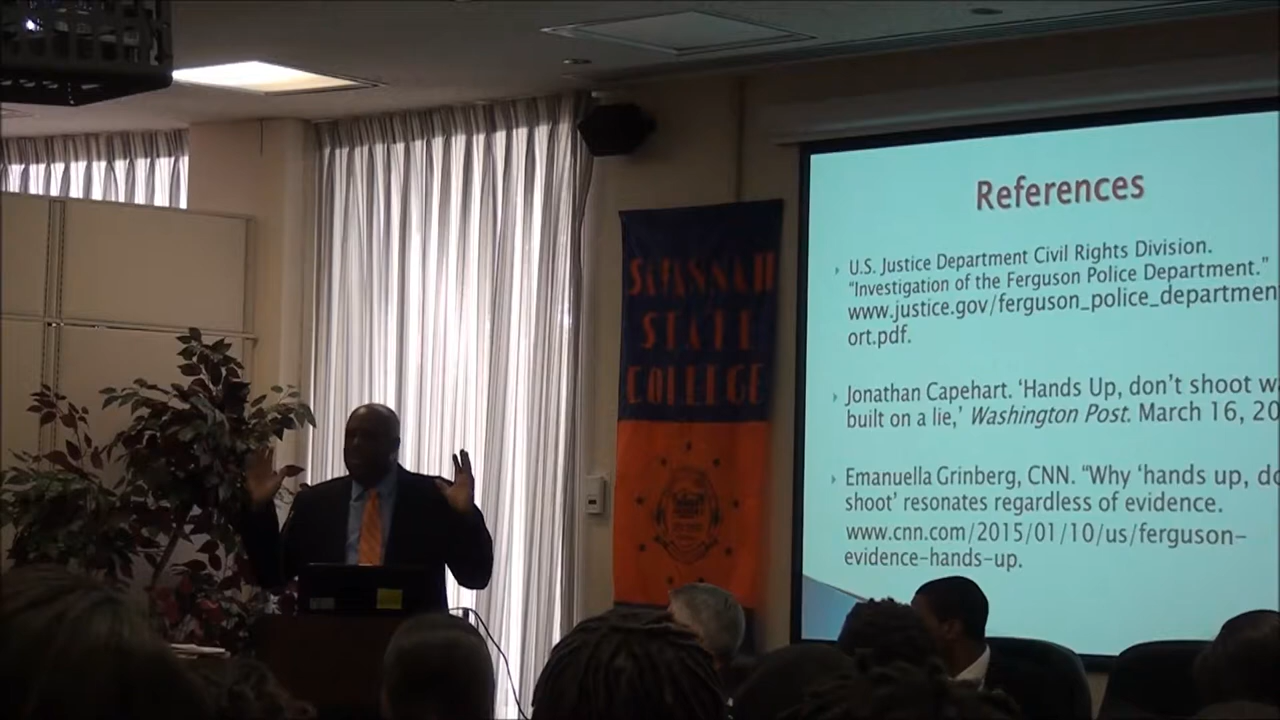 SAVANNAH
STATE
COLLEGE
References
U.S. Justice Department Civil Rights Division.
“Investigation of the Ferguson Police Department.”
www.justice.gov/ferguson_police_departmen
ort.pdf.
Jonathan Capehart. ‘Hands Up, don’t shoot w
built on a lie,’ Washington Post. March 16, 20
Emanuella Grinberg, CNN. “Why ‘hands up, do
shoot’ resonates regardless of evidence.
www.cnn.com/2015/01/10/us/ferguson-
evidence-hands-up.